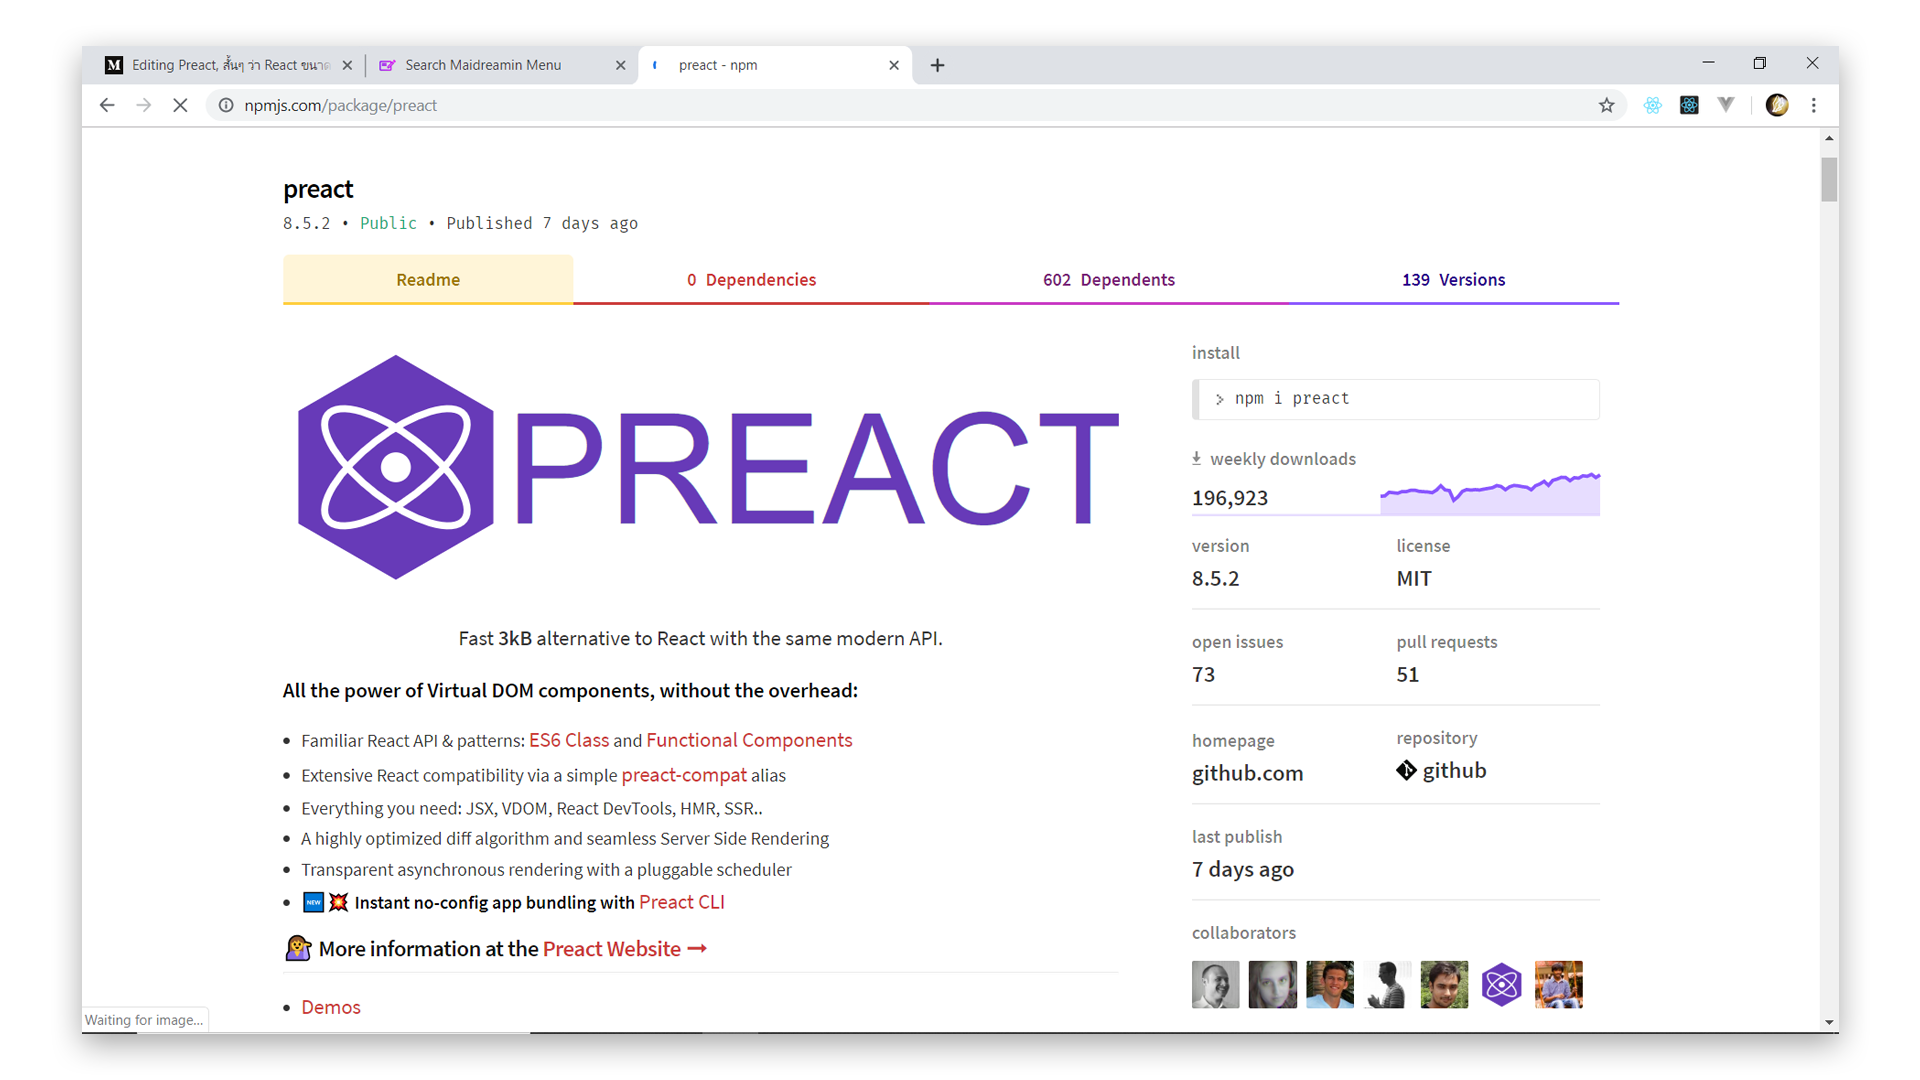 M Editing Preact, สั้นๆ ว่า React ขนาด
Search Maidreamin Menu
preact - npm
npmjs.com/package/preact
preact
8.5.2 • Public • Published 7 days ago
Readme
0 Dependencies
602 Dependents
139 Versions
PREACT
Fast 3kB alternative to React with the same modern API.
All the power of Virtual DOM components, without the overhead:
• Familiar React API & patterns: ES6 Class and Functional Components
• Extensive React compatibility via a simple preact-compat alias
• Everything you need: JSX, VDOM, React DevTools, HMR, SSR..
• A highly optimized diff algorithm and seamless Server Side Rendering
• Transparent asynchronous rendering with a pluggable scheduler
• NEW 💥 Instant no-config app bundling with Preact CLI
💁 More information at the Preact Website ➞
• Demos
install
> npm i preact
weekly downloads
196,923
version
8.5.2
license
MIT
open issues
73
pull requests
51
homepage
github.com
repository
github
last publish
7 days ago
collaborators
Waiting for image...